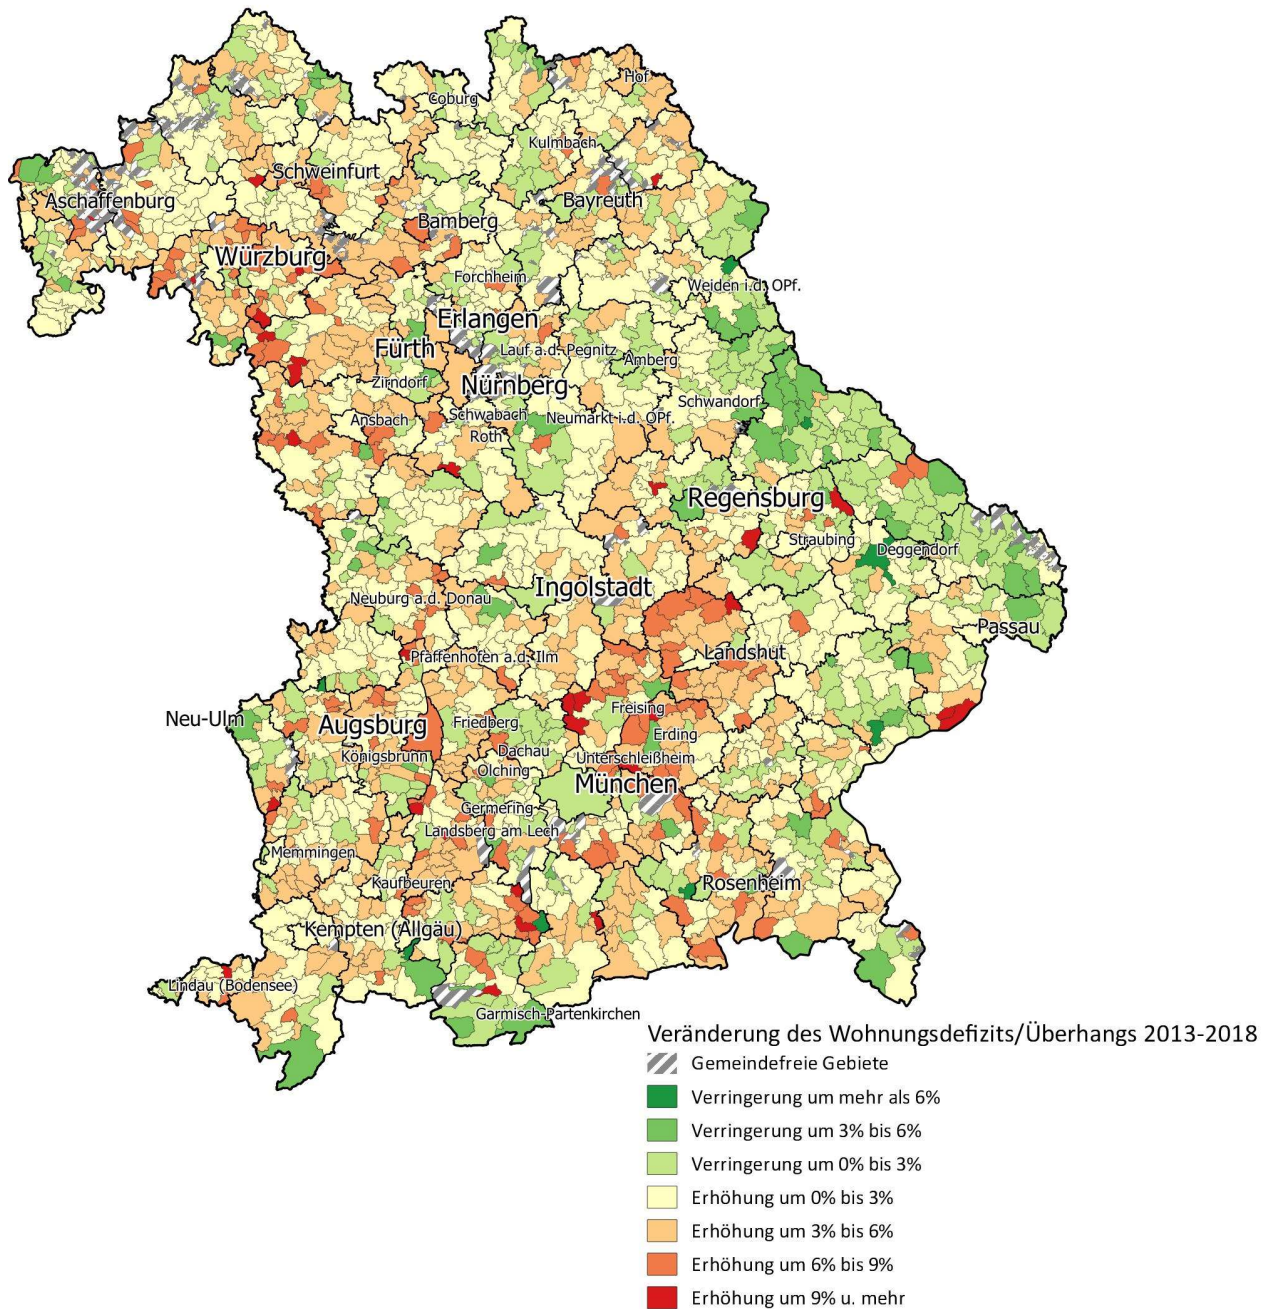 Hof
Coburg
Kulmbach
Schweinfurt
Aschaffenburg
Bayreuth
Bamberg
Würzburg
Forchheim
Weiden i.d. OPf.
Erlangen
Fürth
Lauf a.d. Pegnitz
Amberg
Zirndorf
Nürnberg
Schwandorf
Ansbach
Schwabach
Neumarkt i.d. OPf.
Roth
Regensburg
Straubing
Deggendorf
Ingolstadt
Neuburg a.d. Donau
Passau
Landshut
Pfaffenhofen a.d. Ilm
Neu-Ulm
Augsburg
Friedberg
Freising
Erding
Königsbrunn
Dachau
Unterschleißheim
Olching
München
Germering
Landsberg am Lech
Memmingen
Kaufbeuren
Rosenheim
Kempten (Allgäu)
Lindau (Bodensee)
Garmisch-Partenkirchen
Veränderung des Wohnungsdefizits/Überhangs 2013-2018
Gemeindefreie Gebiete
Verringerung um mehr als 6%
Verringerung um 3% bis 6%
Verringerung um 0% bis 3%
Erhöhung um 0% bis 3%
Erhöhung um 3% bis 6%
Erhöhung um 6% bis 9%
Erhöhung um 9% u. mehr